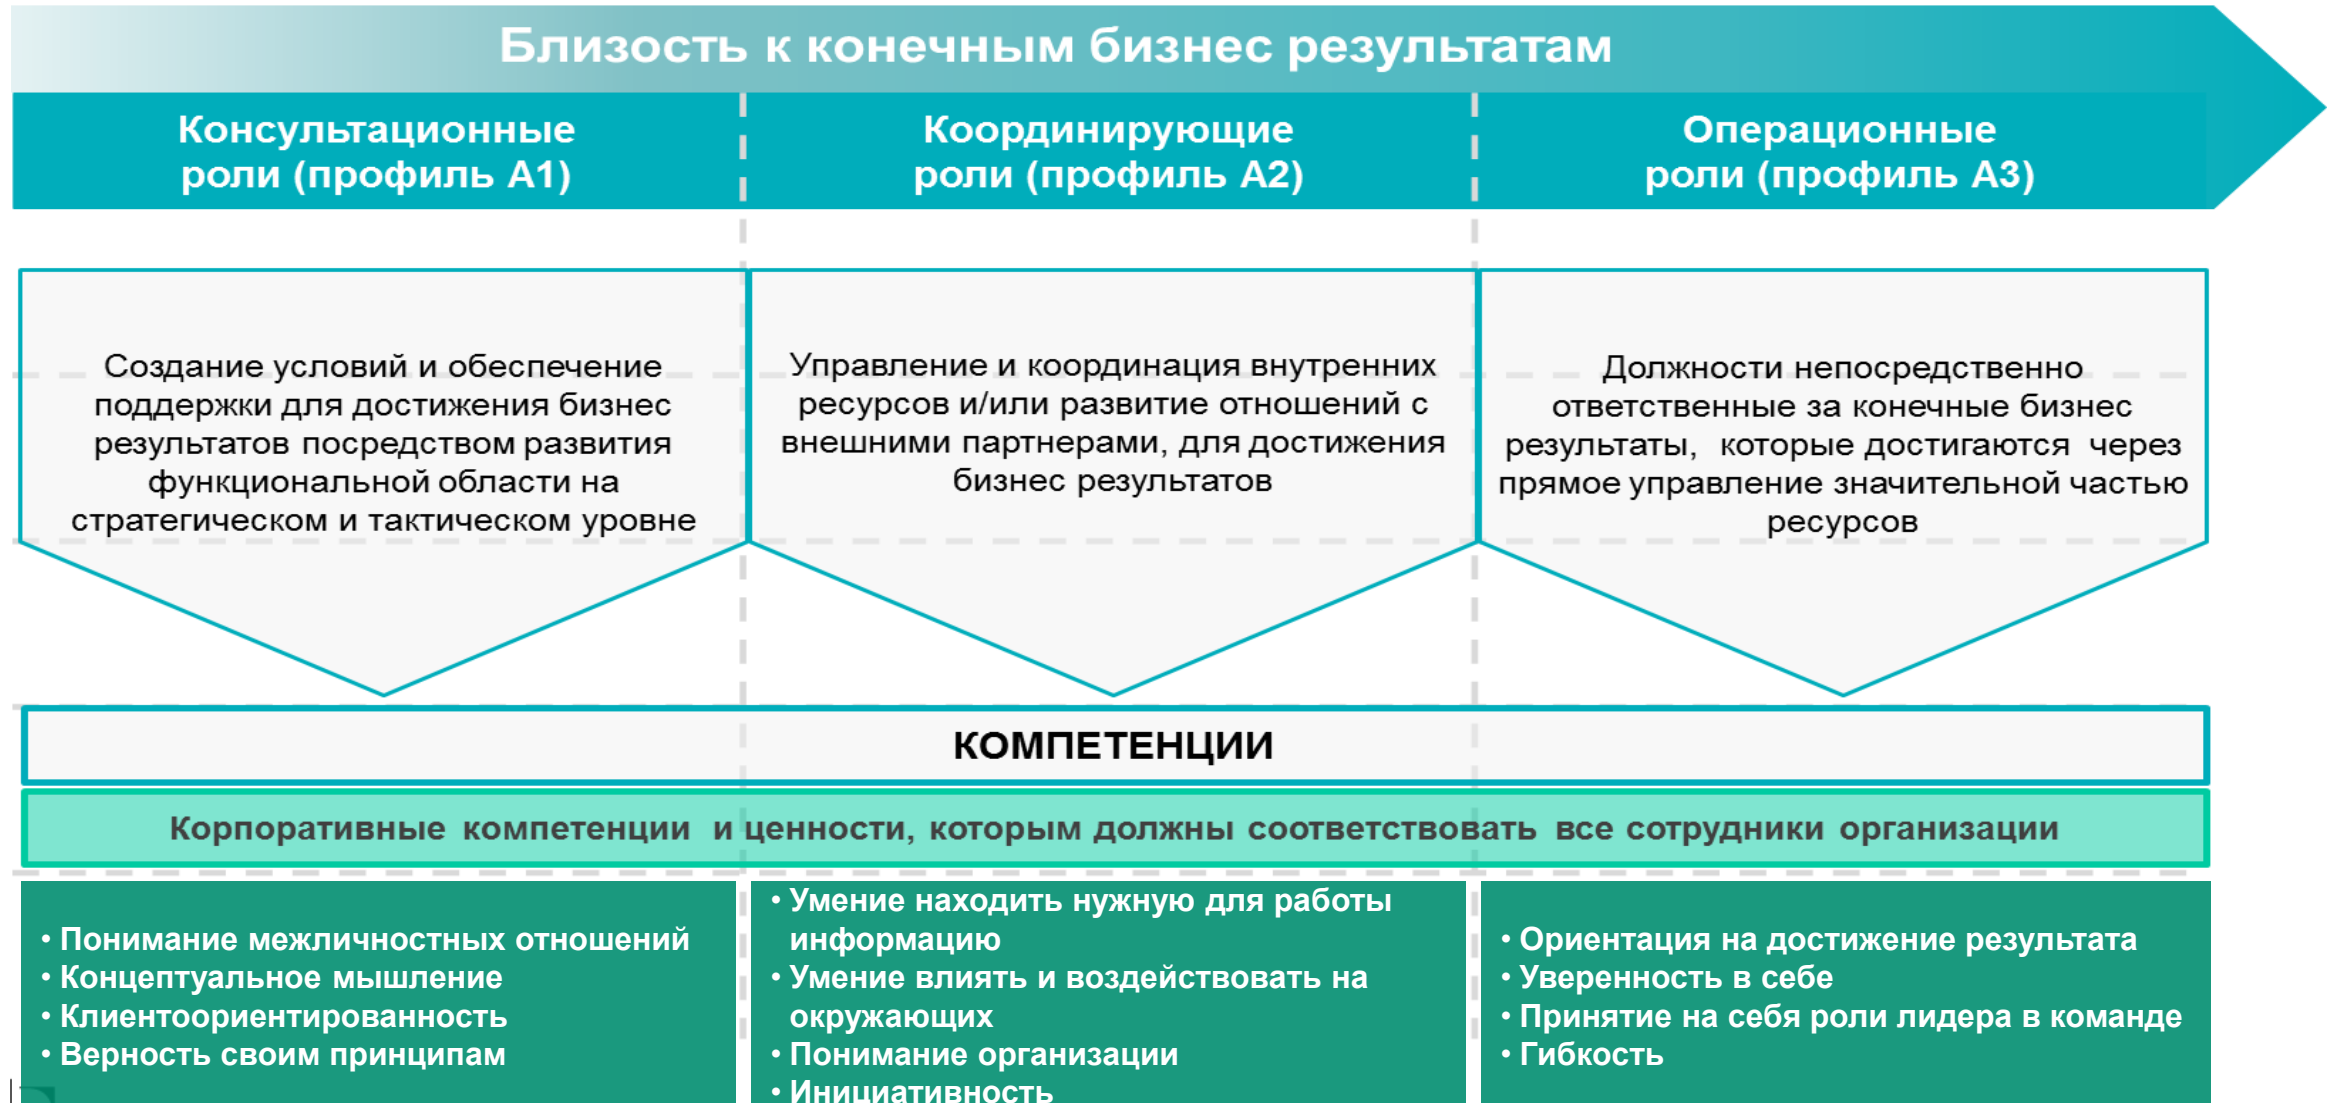 Близость к конечным бизнес результатам
Консультационные
роли (профиль А1)
Координирующие
роли (профиль А2)
Операционные
роли (профиль А3)
Создание условий и обеспечение
поддержки для достижения бизнес
результатов посредством развития
функциональной области на
стратегическом и тактическом уровне
Управление и координация внутренних
ресурсов и/или развитие отношений с
внешними партнерами, для достижения
бизнес результатов
Должности непосредственно
ответственные за конечные бизнес
результаты, которые достигаются через
прямое управление значительной частью
ресурсов
КОМПЕТЕНЦИИ
Корпоративные компетенции и ценности, которым должны соответствовать все сотрудники организации
• Понимание межличностных отношений
• Концептуальное мышление
• Клиентоориентированность
• Верность своим принципам
• Умение находить нужную для работы
информацию
• Умение влиять и воздействовать на
окружающих
• Понимание организации
• Инициативность
• Ориентация на достижение результата
• Уверенность в себе
• Принятие на себя роли лидера в команде
• Гибкость